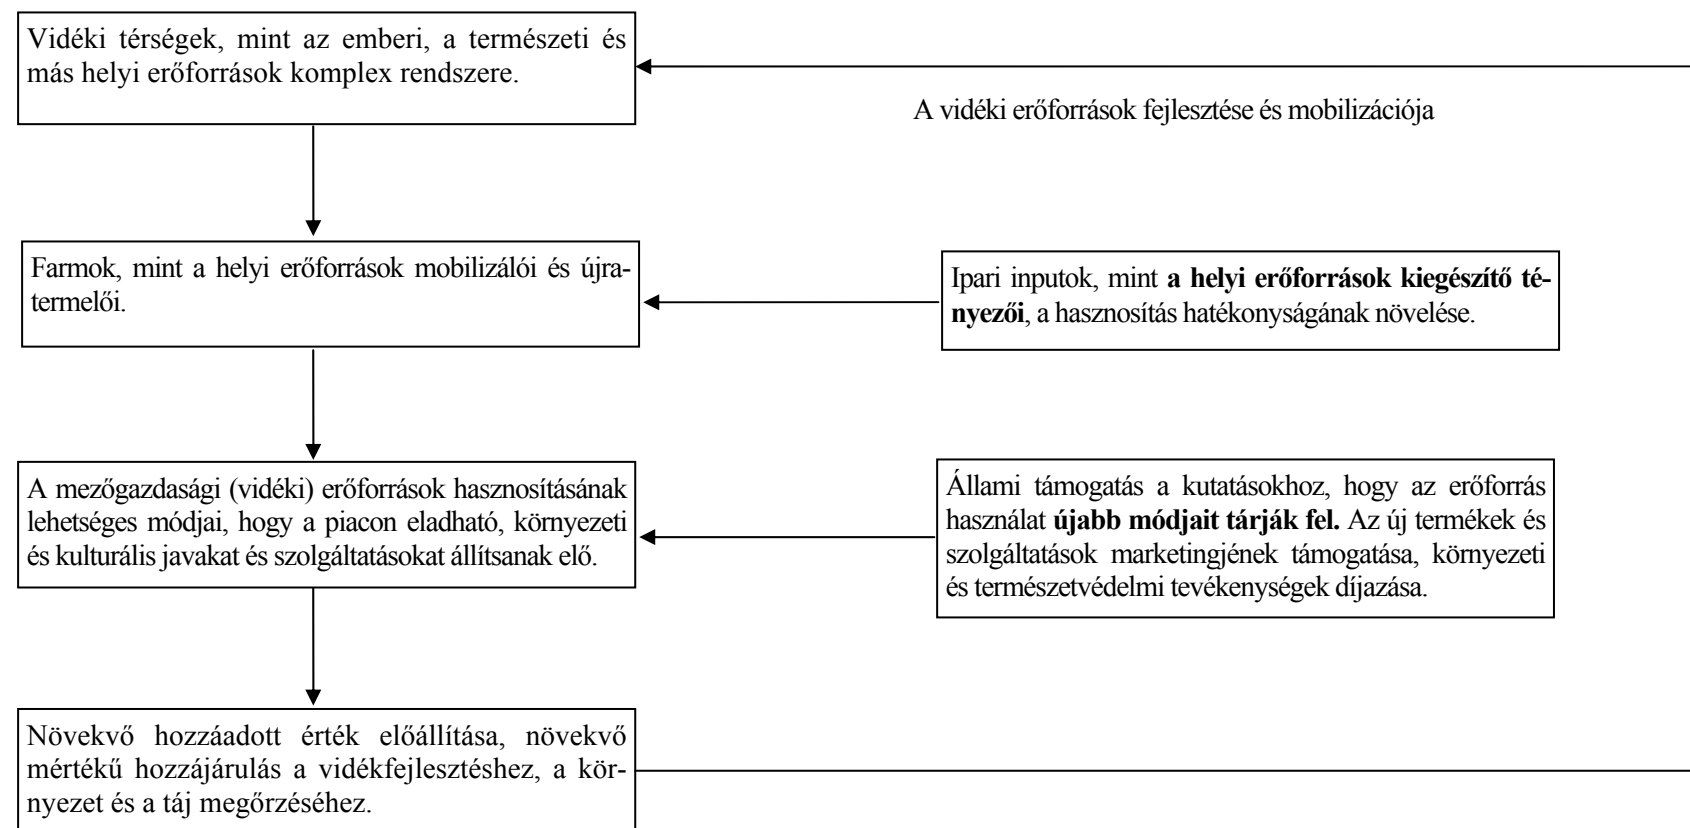 Vidéki térségek, mint az emberi, a természeti és
más helyi erőforrások komplex rendszere.
A vidéki erőforrások fejlesztése és mobilizációja
Farmok, mint a helyi erőforrások mobilizálói és újra-
termelői.
Ipari inputok, mint a helyi erőforrások kiegészítő té-
nyezői, a hasznosítás hatékonyságának növelése.
A mezőgazdasági (vidéki) erőforrások hasznosításának
lehetséges módjai, hogy a piacon eladható, környezeti
és kulturális javakat és szolgáltatásokat állítsanak elő.
Állami támogatás a kutatásokhoz, hogy az erőforrás
használat újabb módjait tárják fel. Az új termékek és
szolgáltatások marketingjének támogatása, környezeti
és természetvédelmi tevékenységek díjazása.
Növekvő hozzáadott érték előállítása, növekvő
mértékű hozzájárulás a vidékfejlesztéshez, a kör-
nyezet és a táj megőrzéséhez.